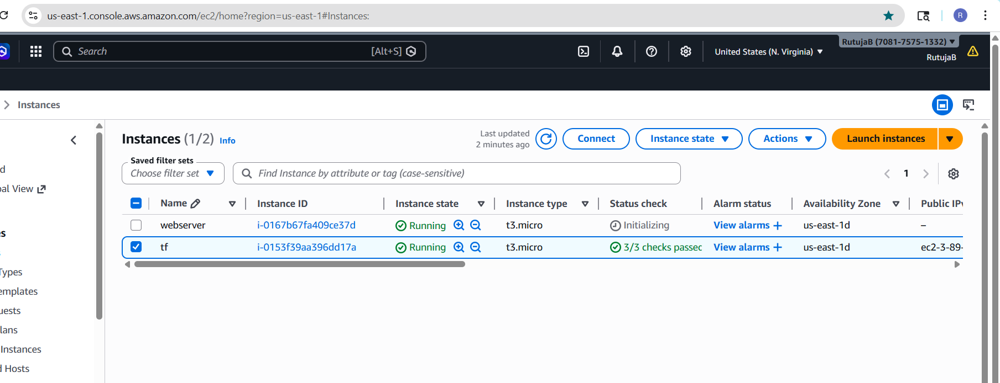 us-east-1.console.aws.amazon.com/ec2/home?region=us-east-1#Instances:
R
Search [Alt+S]
United States (N. Virginia)
RutujaB (7081-7575-1332)
RutujaB
Instances
Instances (1/2) Info
Last updated
2 minutes ago
Connect
Instance state
Actions
Launch instances
Saved filter sets
Choose filter set
Find Instance by attribute or tag (case-sensitive)
1
Name
Instance ID
Instance state
Instance type
Status check
Alarm status
Availability Zone
Public IPv
webserver i-0167b67fa409ce37d Running t3.micro Initializing View alarms + us-east-1d –
tf i-0153f39aa396dd17a Running t3.micro 3/3 checks passed View alarms + us-east-1d ec2-3-89-
d
bal View
es
Types
emplates
uests
lans
Instances
d Hosts